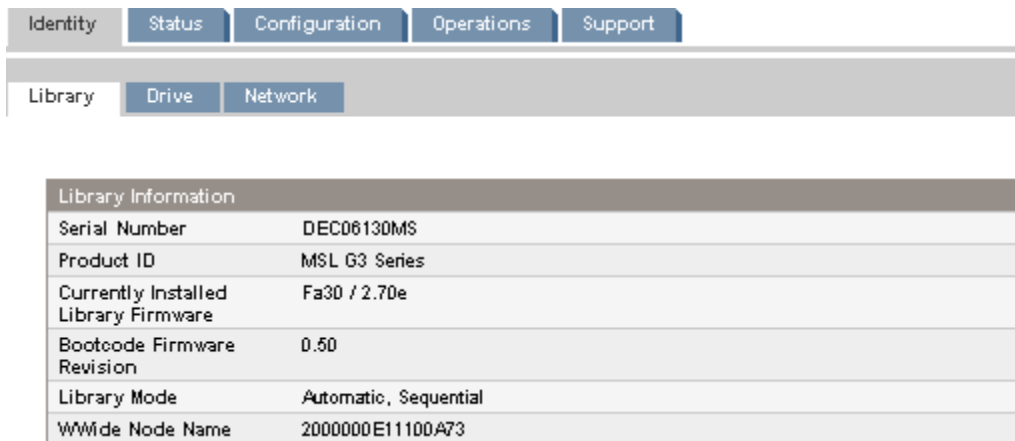 Identity Status Configuration Operations Support
Library Drive Network
Library Information
Serial Number DEC06130MS
Product ID MSL G3 Series
Currently Installed Fa30 / 2.70e
Library Firmware
Bootcode Firmware 0.50
Revision
Library Mode Automatic, Sequential
WWide Node Name 2000000E11100A73